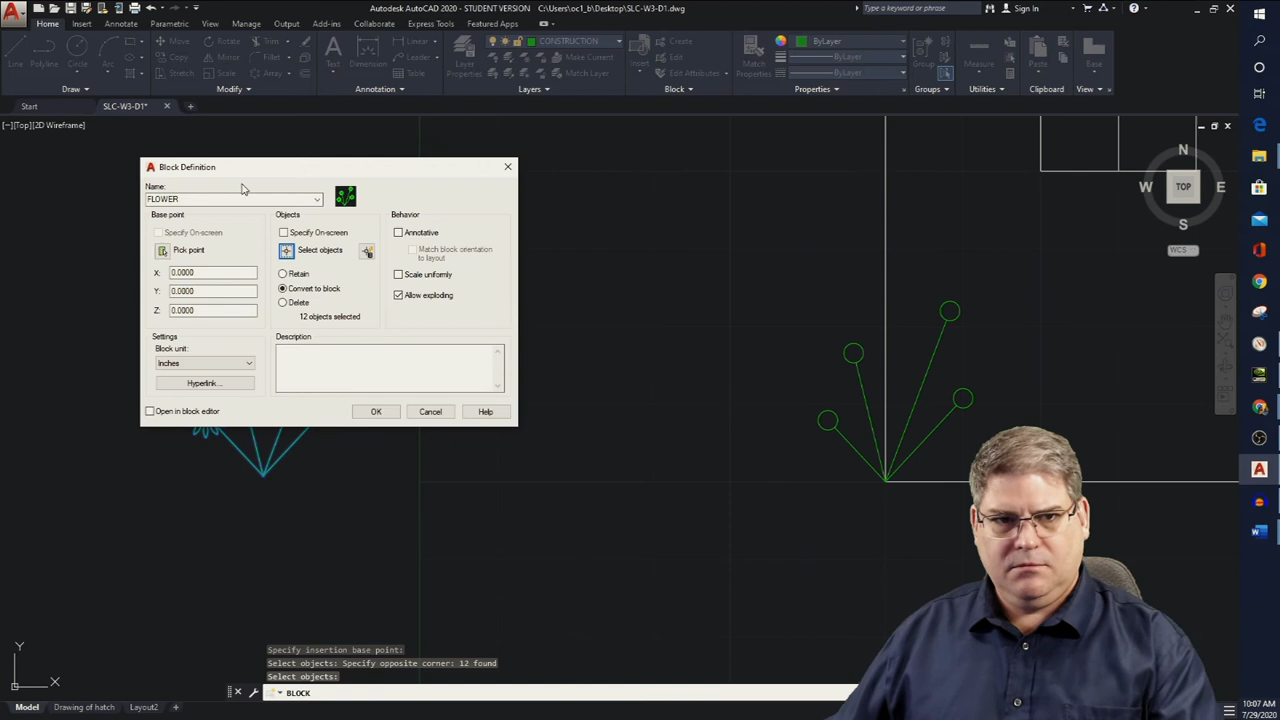 Autodesk AutoCAD 2020 - STUDENT VERSION C:\Users\oc1_b\Desktop\SLC-W3-D1.dwg
Type a keyword or phrase
Sign In
Home Insert Annotate Parametric View Manage Output Add-ins Collaborate Express Tools Featured Apps
Line Polyline Circle Arc
Move Rotate Trim
Copy Mirror Fillet
Stretch Scale Array
Text Dimension
Linear
Leader
Table
Layer Properties
CONSTRUCTION
Make Current
Match Layer
Insert
Create
Edit
Edit Attributes
Match Properties
ByLayer
ByLayer
ByLayer
Group
Utilities Measure
Paste
Base
Draw Modify Annotation Layers Block Properties Groups Utilities Clipboard View
Start SLC-W3-D1*
[−][Top][2D Wireframe]
N
W TOP E
S
WCS
Block Definition
Name:
FLOWER
Base point
Specify On-screen
Pick point
X: 0.0000
Y: 0.0000
Z: 0.0000
Objects
Specify On-screen
Select objects
Retain
Convert to block
Delete
12 objects selected
Behavior
Annotative
Match block orientation
to layout
Scale uniformly
Allow exploding
Settings
Block unit:
Inches
Hyperlink...
Description
Open in block editor
OK Cancel Help
Specify insertion base point:
Select objects: Specify opposite corner: 12 found
Select objects:
BLOCK
Y
X
Model Drawing of hatch Layout2
10:07 AM
7/29/2020